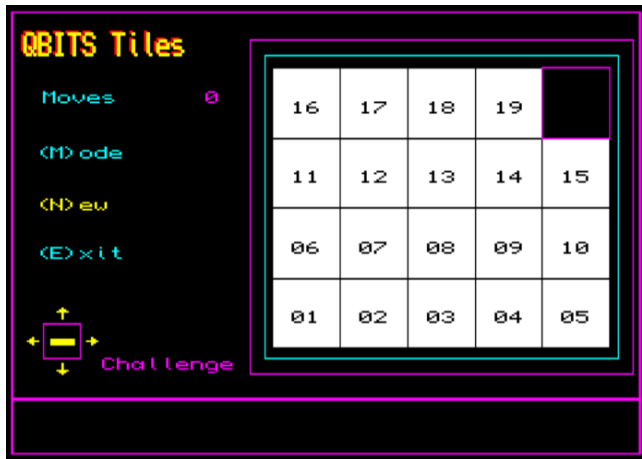 QBITS Tiles
Moves 0
(M)ode
(N)ew
(E)xit
Challenge
16 17 18 19
11 12 13 14 15
06 07 08 09 10
01 02 03 04 05